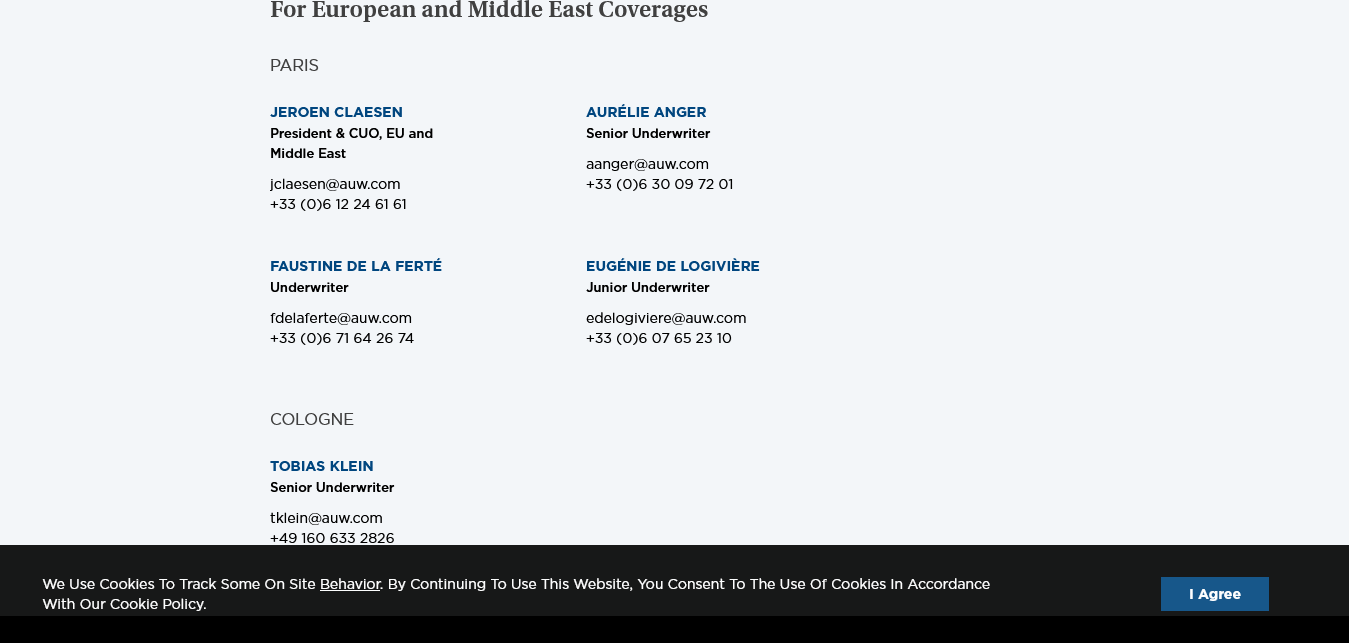 For European and Middle East Coverages
PARIS
JEROEN CLAESEN
President & CUO, EU and
Middle East
jclaesen@auw.com
+33 (0)6 12 24 61 61
AURÉLIE ANGER
Senior Underwriter
aanger@auw.com
+33 (0)6 30 09 72 01
FAUSTINE DE LA FERTÉ
Underwriter
fdelaferte@auw.com
+33 (0)6 71 64 26 74
EUGÉNIE DE LOGIVIÈRE
Junior Underwriter
edelogiviere@auw.com
+33 (0)6 07 65 23 10
COLOGNE
TOBIAS KLEIN
Senior Underwriter
tklein@auw.com
+49 160 633 2826
We Use Cookies To Track Some On Site Behavior. By Continuing To Use This Website, You Consent To The Use Of Cookies In Accordance
With Our Cookie Policy.
I Agree